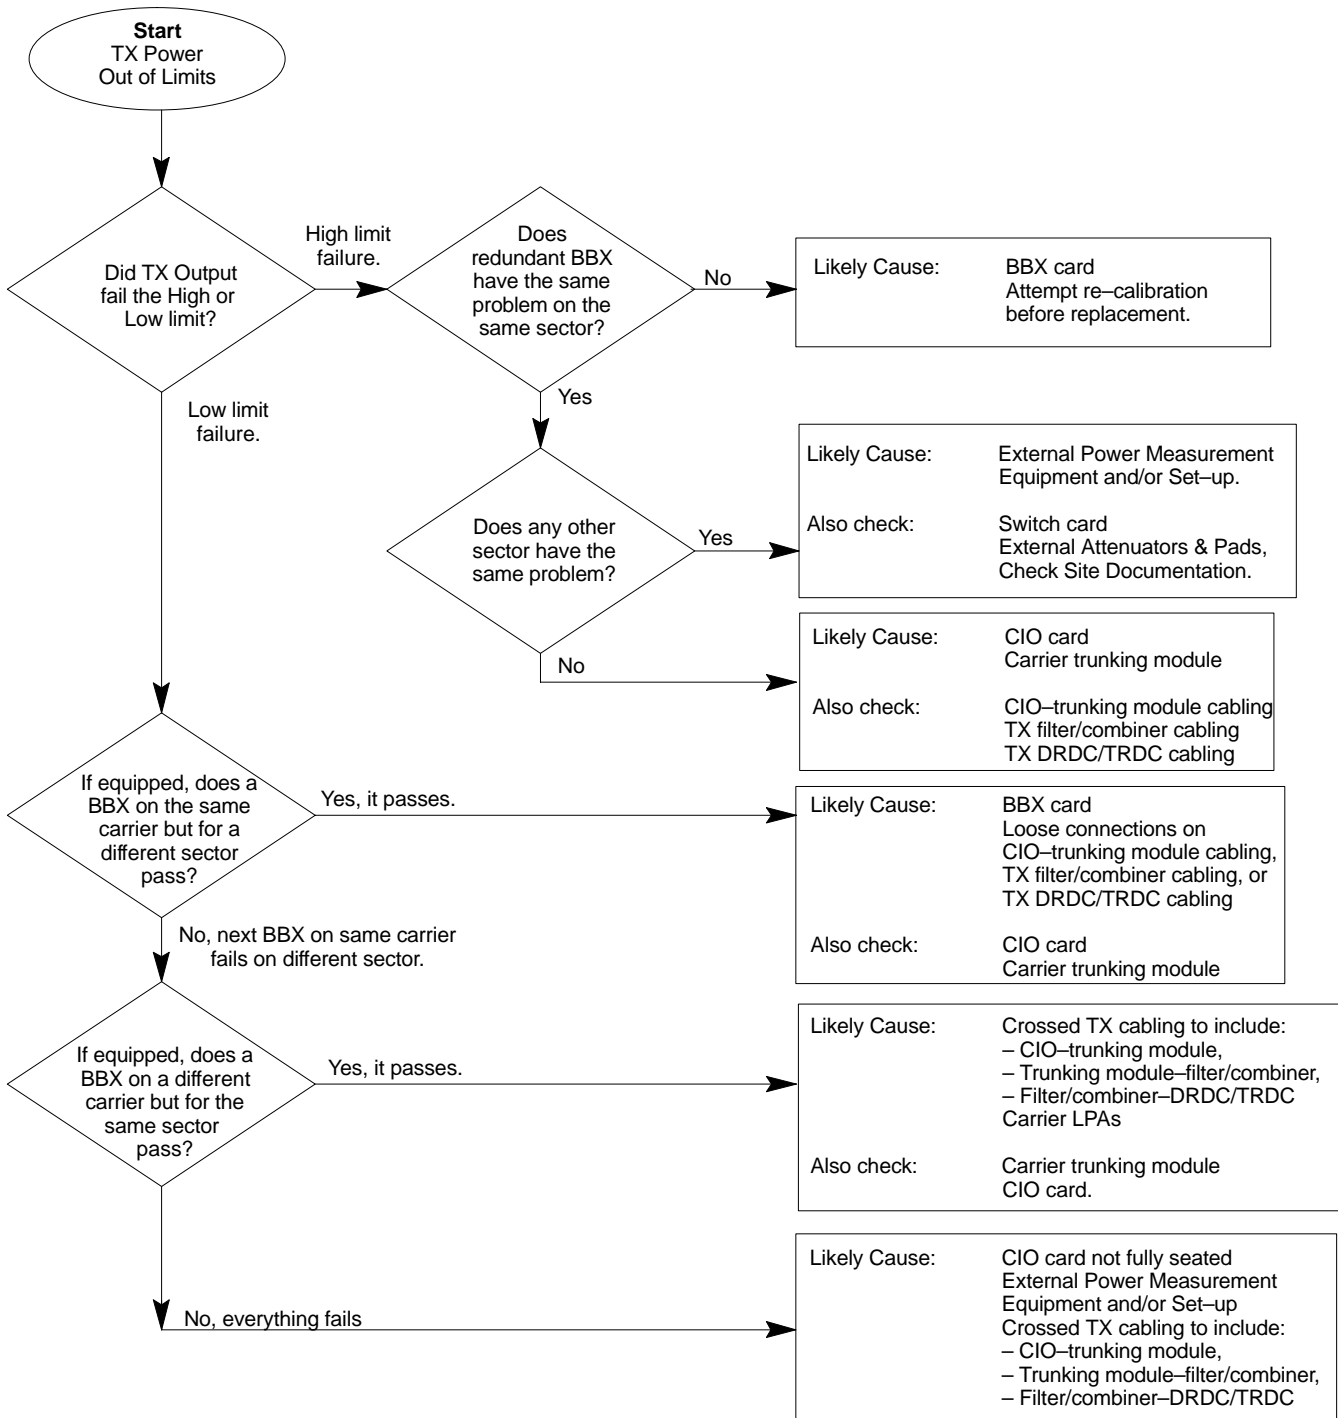 Start
TX Power
Out of Limits
Did TX Output
fail the High or
Low limit?
High limit
failure.
Does
redundant BBX
have the same
problem on the
same sector?
No
Likely Cause: BBX card
Attempt re–calibration
before replacement.
Yes
Low limit
failure.
Does any other
sector have the
same problem?
Yes
Likely Cause: External Power Measurement
Equipment and/or Set–up.
Also check: Switch card
External Attenuators & Pads,
Check Site Documentation.
No
Likely Cause: CIO card
Carrier trunking module
Also check: CIO–trunking module cabling
TX filter/combiner cabling
TX DRDC/TRDC cabling
If equipped, does a
BBX on the same
carrier but for a
different sector
pass?
Yes, it passes.
Likely Cause: BBX card
Loose connections on
CIO–trunking module cabling,
TX filter/combiner cabling, or
TX DRDC/TRDC cabling
Also check: CIO card
Carrier trunking module
No, next BBX on same carrier
fails on different sector.
If equipped, does a
BBX on a different
carrier but for the
same sector
pass?
Yes, it passes.
Likely Cause: Crossed TX cabling to include:
– CIO–trunking module,
– Trunking module–filter/combiner,
– Filter/combiner–DRDC/TRDC
Carrier LPAs
Also check: Carrier trunking module
CIO card.
No, everything fails
Likely Cause: CIO card not fully seated
External Power Measurement
Equipment and/or Set–up
Crossed TX cabling to include:
– CIO–trunking module,
– Trunking module–filter/combiner,
– Filter/combiner–DRDC/TRDC